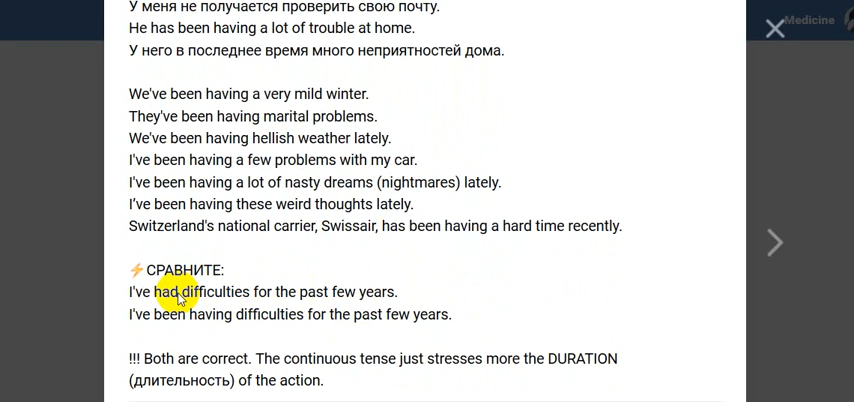 У меня не получается проверить свою почту.
Medicine
He has been having a lot of trouble at home.
У него в последнее время много неприятностей дома.
We've been having a very mild winter.
They've been having marital problems.
We've been having hellish weather lately.
I've been having a few problems with my car.
I've been having a lot of nasty dreams (nightmares) lately.
I’ve been having these weird thoughts lately.
Switzerland's national carrier, Swissair, has been having a hard time recently.
⚡СРАВНИТЕ:
I've had difficulties for the past few years.
I've been having difficulties for the past few years.
!!! Both are correct. The continuous tense just stresses more the DURATION
(длительность) of the action.